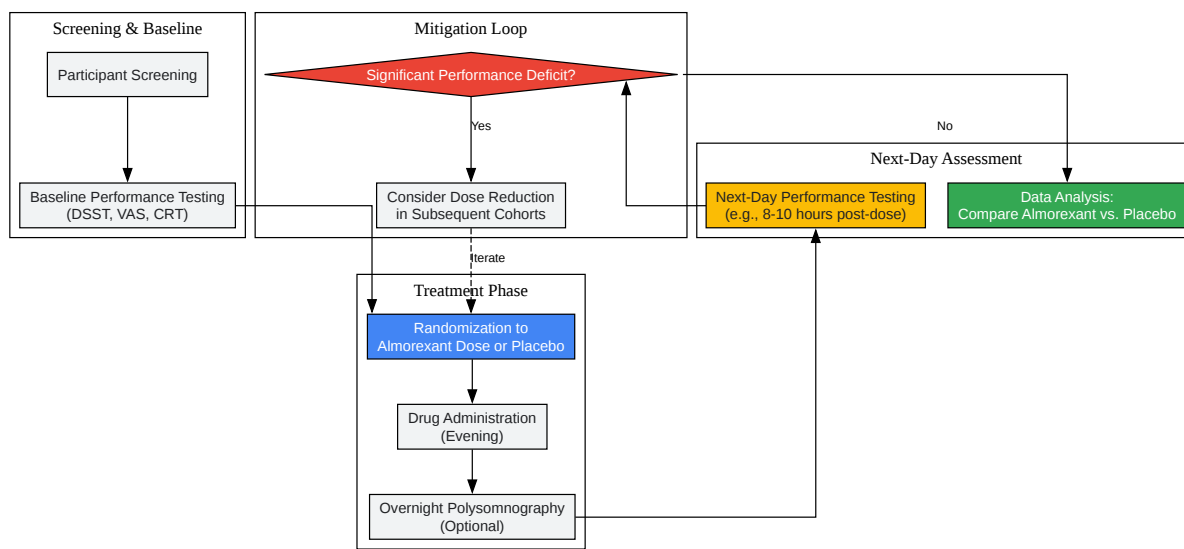 Screening & Baseline
Participant Screening
Baseline Performance Testing
(DSST, VAS, CRT)
Mitigation Loop
Significant Performance Deficit?
Yes
Consider Dose Reduction
in Subsequent Cohorts
Iterate
No
Next-Day Assessment
Next-Day Performance Testing
(e.g., 8-10 hours post-dose)
Data Analysis:
Compare Almorexant vs. Placebo
Treatment Phase
Randomization to
Almorexant Dose or Placebo
Drug Administration
(Evening)
Overnight Polysomnography
(Optional)